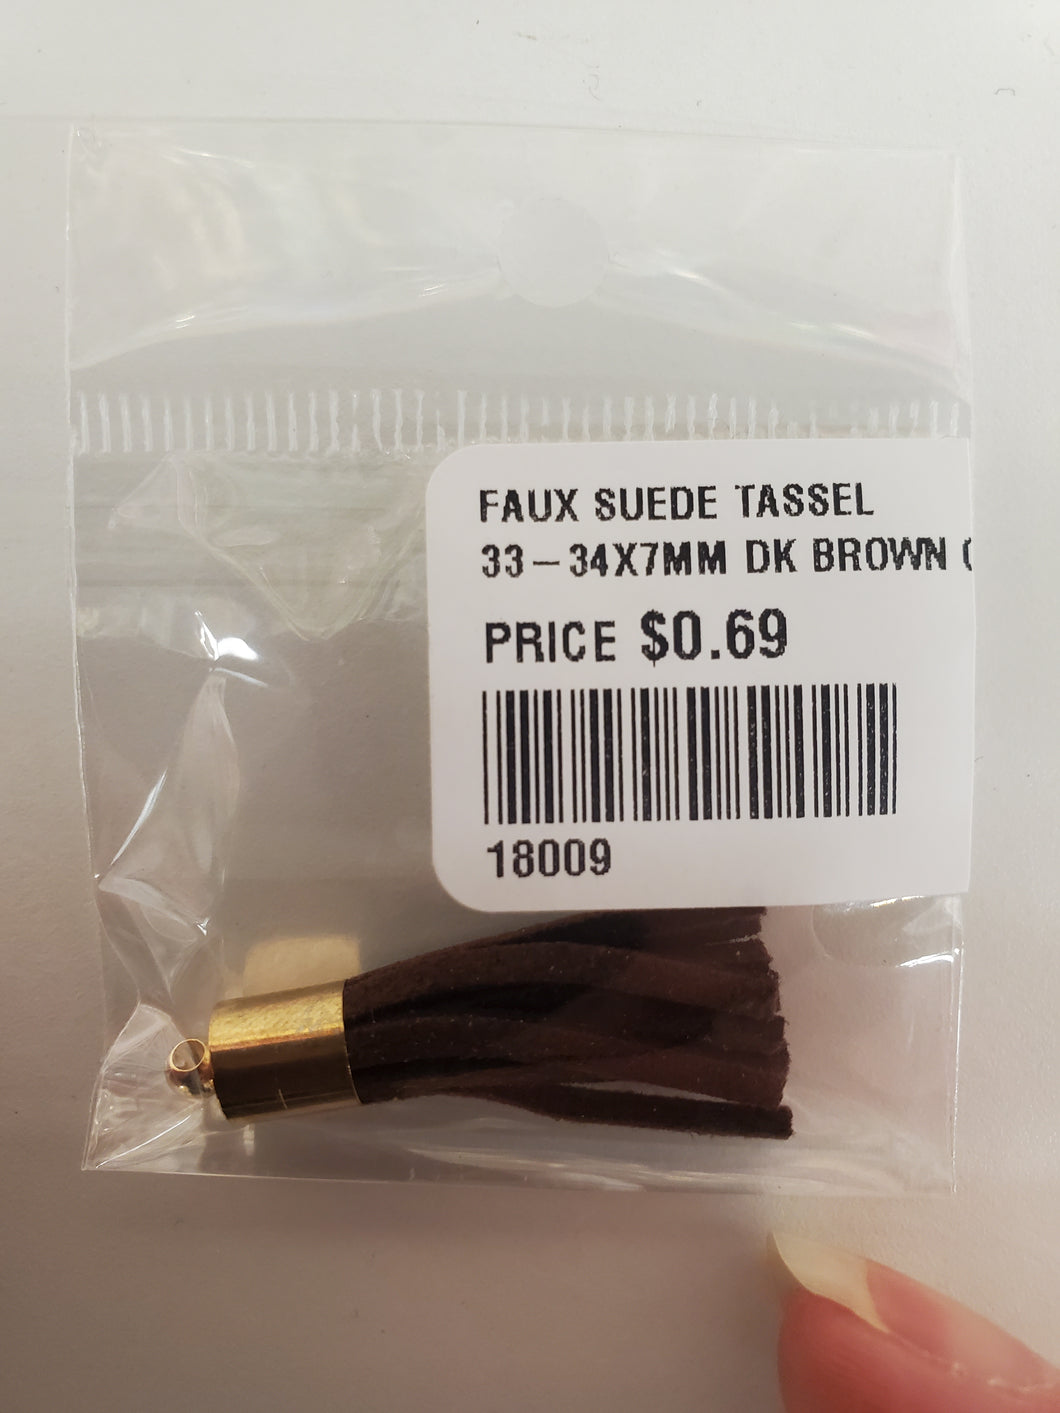 FAUX SUEDE TASSEL
33-34X7MM DK BROWN (
PRICE $0.69
18009